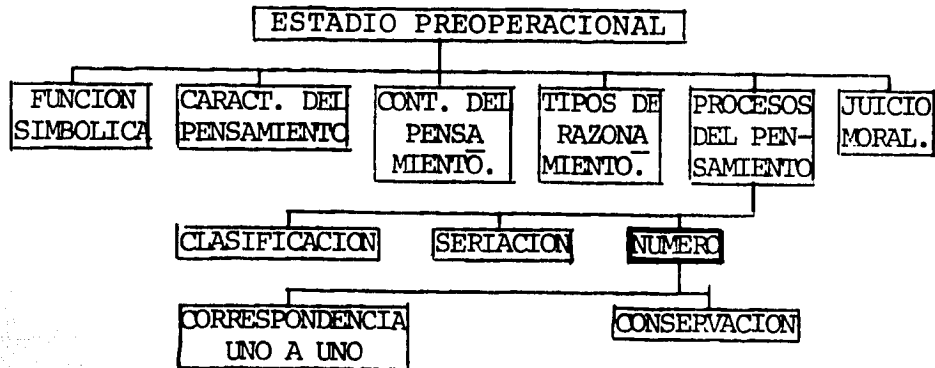 ESTADIO PREOPERACIONAL
FUNCION
SIMBOLICA
CARACT. DEL
PENSAMIENTO
CONT. DEL
PENSA
MIENTO.
TIPOS DE
RAZONA
MIENTO.
PROCESOS
DEL PEN-
SAMIENTO
JUICIO
MORAL.
CLASIFICACION
SERIACION
NUMERO
CORRESPONDENCIA
UNO A UNO
CONSERVACION